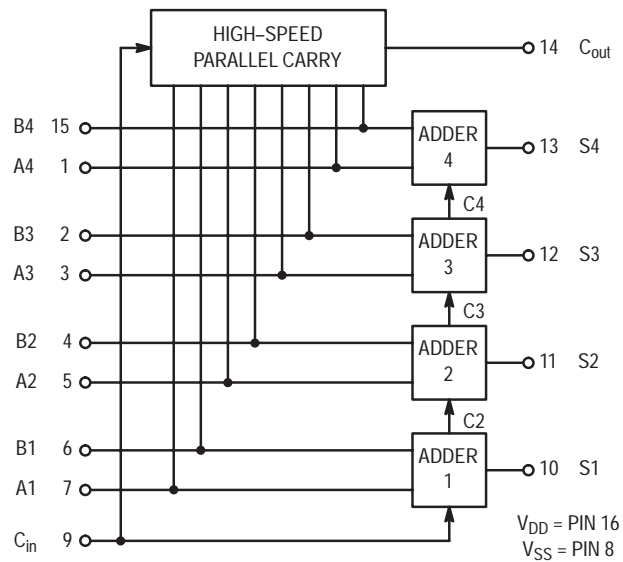 HIGH–SPEED
PARALLEL CARRY
14 Cout
B4 15
A4 1
ADDER
4
13 S4
C4
B3 2
A3 3
ADDER
3
12 S3
C3
B2 4
A2 5
ADDER
2
11 S2
C2
B1 6
A1 7
ADDER
1
10 S1
Cin 9
VDD = PIN 16
VSS = PIN 8